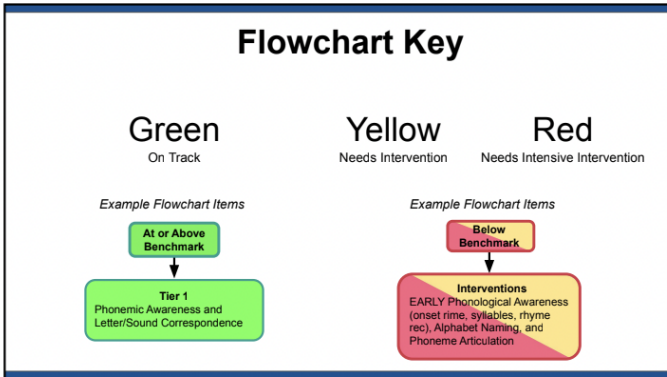 Flowchart Key
Green
On Track
Yellow
Needs Intervention
Red
Needs Intensive Intervention
Example Flowchart Items
At or Above
Benchmark
Tier 1
Phonemic Awareness and
Letter/Sound Correspondence
Example Flowchart Items
Below
Benchmark
Interventions
EARLY Phonological Awareness
(onset rime, syllables, rhyme
rec), Alphabet Naming, and
Phoneme Articulation